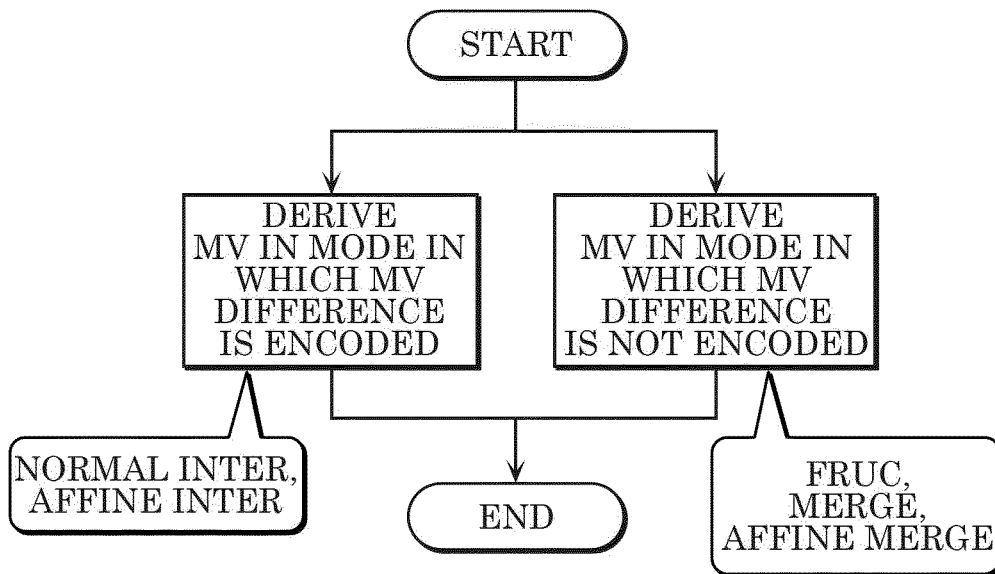 START
DERIVE
MV IN MODE IN
WHICH MV
DIFFERENCE
IS ENCODED
DERIVE
MV IN MODE IN
WHICH MV
DIFFERENCE
IS NOT ENCODED
NORMAL INTER,
AFFINE INTER
END
FRUC,
MERGE,
AFFINE MERGE